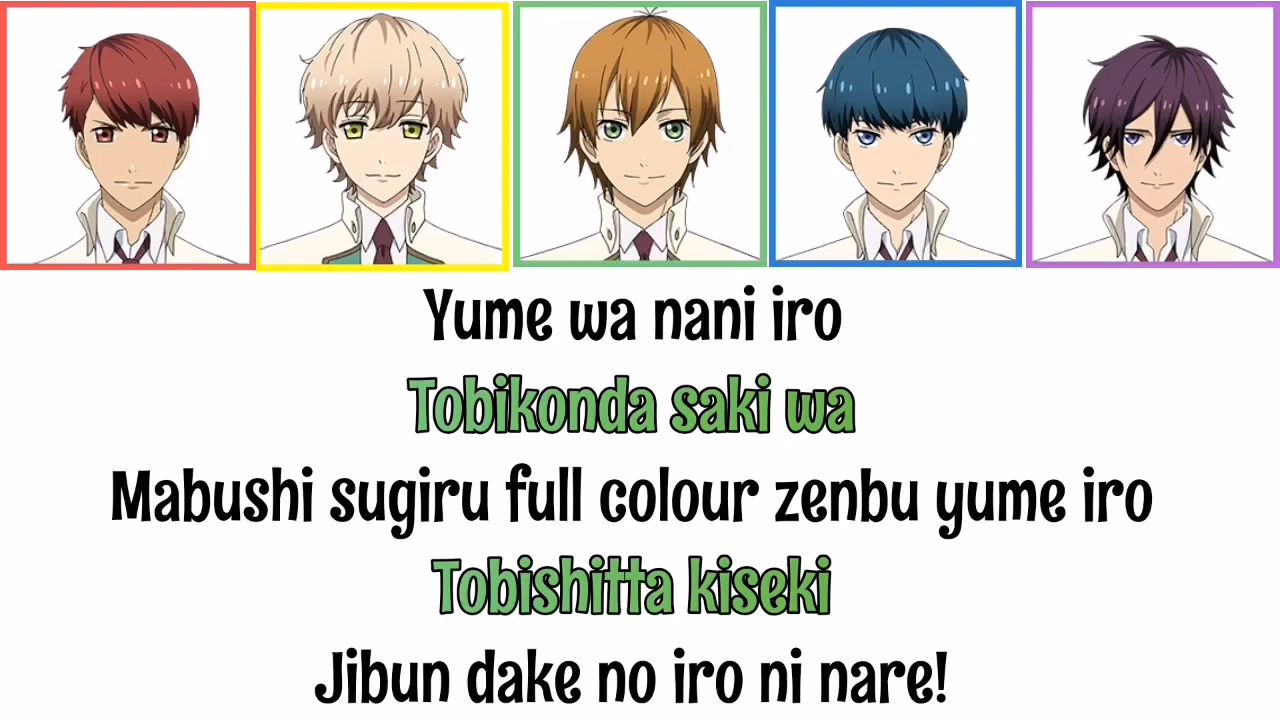 Yume wa nani iro
Tobikonda saki wa
Mabushi sugiru full colour zenbu yume iro
Tobishitta kiseki
Jibun dake no iro ni nare!